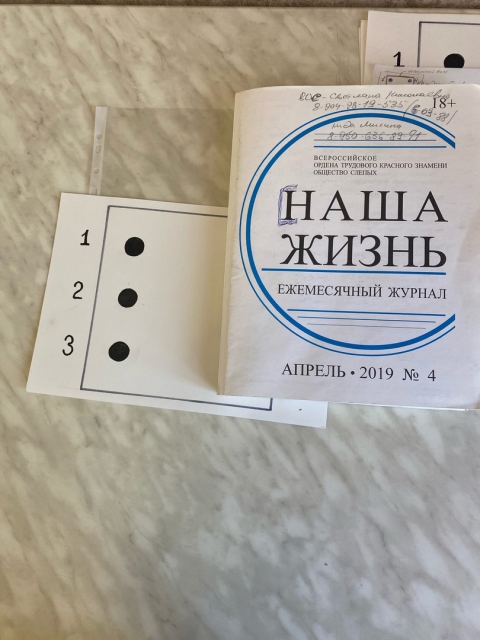 1
18+
ВСЕРОССИЙСКОЕ
ОРДЕНА ТРУДОВОГО КРАСНОГО ЗНАМЕНИ
ОБЩЕСТВО СЛЕПЫХ
НАША
ЖИЗНЬ
ЕЖЕМЕСЯЧНЫЙ ЖУРНАЛ
АПРЕЛЬ • 2019 № 4
1
2
3